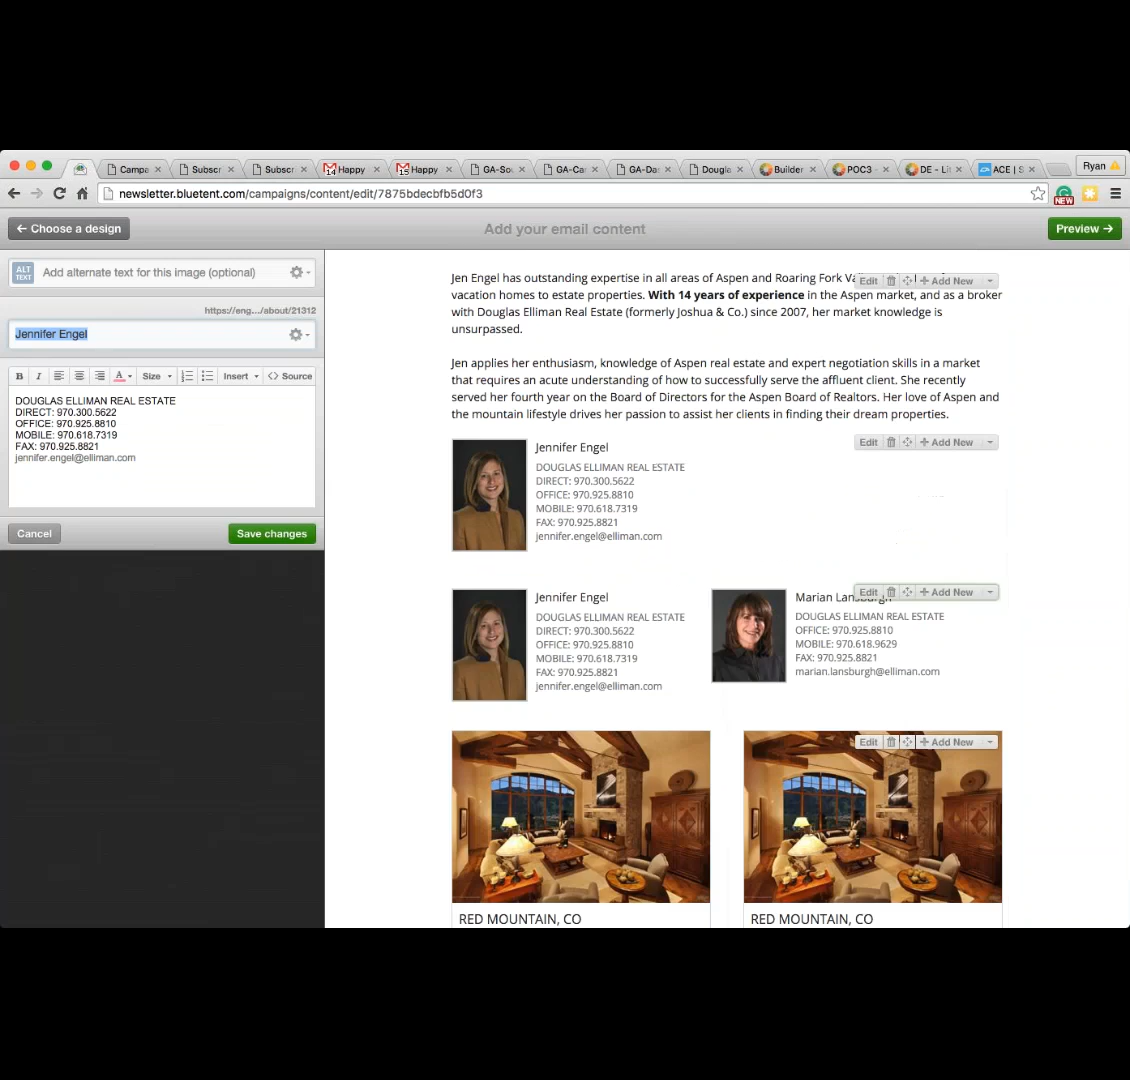 Campa
Subscr
Subscr
14 Happy
15 Happy
GA-So
GA-Ca
GA-Da
Dougla
Builder
POC3
DE - Li
ACE | S
Ryan
newsletter.bluetent.com/campaigns/content/edit/7875bdecbfb5d0f3
NEW
← Choose a design
Add your email content
Preview →
ALT TEXT
Add alternate text for this image (optional)
https://eng.../about/21312
Jennifer Engel
B I A Size Insert <> Source
DOUGLAS ELLIMAN REAL ESTATE
DIRECT: 970.300.5622
OFFICE: 970.925.8810
MOBILE: 970.618.7319
FAX: 970.925.8821
jennifer.engel@elliman.com
Cancel
Save changes
Jen Engel has outstanding expertise in all areas of Aspen and Roaring Fork
Edit + Add New
vacation homes to estate properties. With 14 years of experience in the Aspen market, and as a broker
with Douglas Elliman Real Estate (formerly Joshua & Co.) since 2007, her market knowledge is
unsurpassed.
Jen applies her enthusiasm, knowledge of Aspen real estate and expert negotiation skills in a market
that requires an acute understanding of how to successfully serve the affluent client. She recently
served her fourth year on the Board of Directors for the Aspen Board of Realtors. Her love of Aspen and
the mountain lifestyle drives her passion to assist her clients in finding their dream properties.
Edit + Add New
Jennifer Engel
DOUGLAS ELLIMAN REAL ESTATE
DIRECT: 970.300.5622
OFFICE: 970.925.8810
MOBILE: 970.618.7319
FAX: 970.925.8821
jennifer.engel@elliman.com
Edit + Add New
Jennifer Engel
DOUGLAS ELLIMAN REAL ESTATE
DIRECT: 970.300.5622
OFFICE: 970.925.8810
MOBILE: 970.618.7319
FAX: 970.925.8821
jennifer.engel@elliman.com
Marian Lansburgh
DOUGLAS ELLIMAN REAL ESTATE
OFFICE: 970.925.8810
MOBILE: 970.618.9629
FAX: 970.925.8821
marian.lansburgh@elliman.com
Edit + Add New
RED MOUNTAIN, CO
RED MOUNTAIN, CO